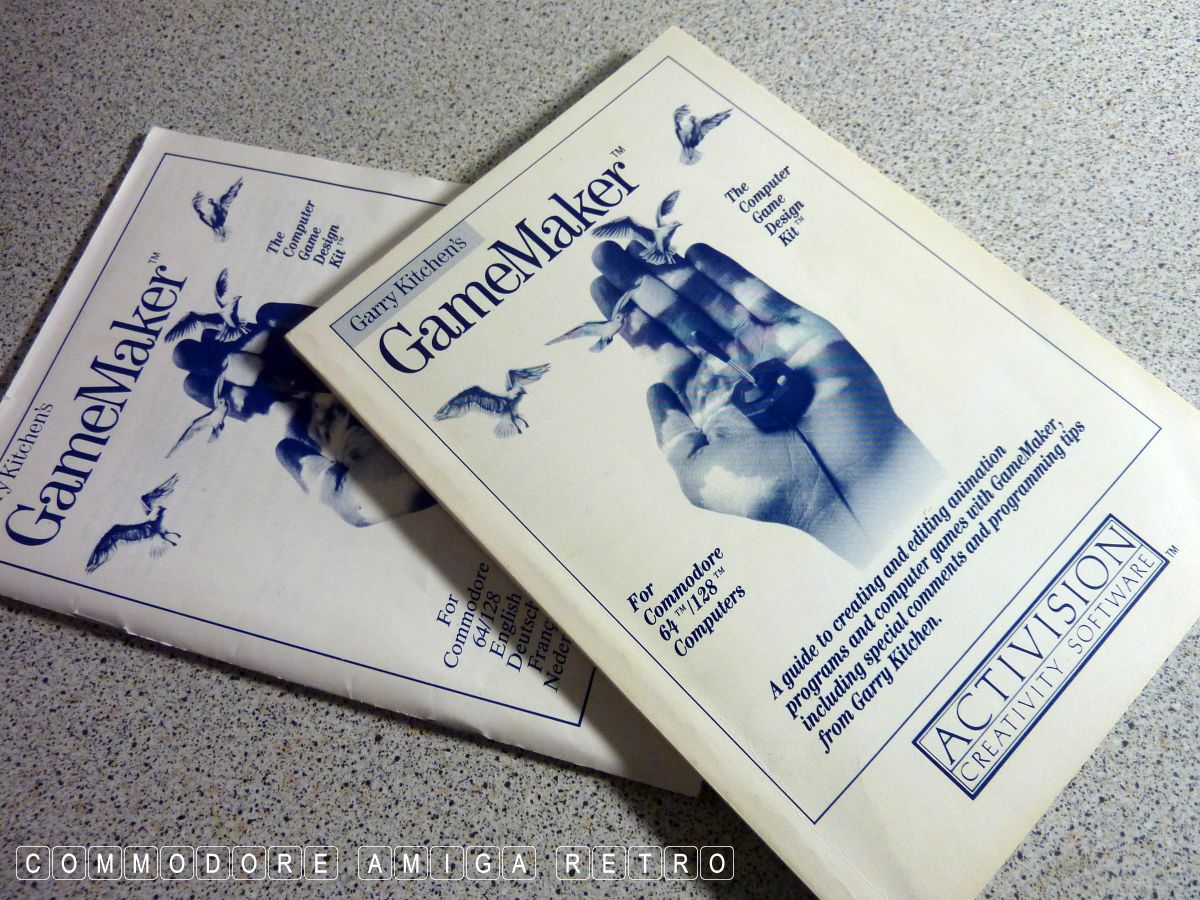 Garry Kitchen's
GameMaker™
The
Computer
Game
Design
Kit™
For
Commodore
64™/128™
Computers
A guide to creating and editing animation
programs and computer games with GameMaker,
including special comments and programming tips
from Garry Kitchen.
ACTIVISION™
CREATIVITY · SOFTWARE
y Kitchen's
GameMaker™
The
Computer
Game
Design
Kit™
For
Commodore
64/128
English
Deutsch
Franç
Neder
COMMODORE AMIGA RETRO